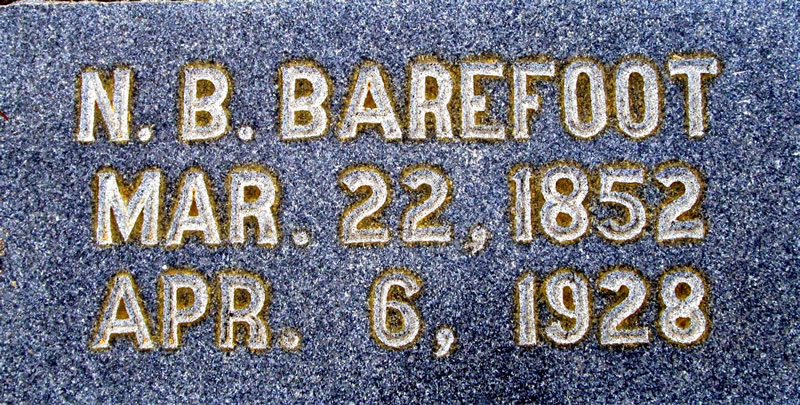 N. B. BAREFOOT
MAR. 22, 1852
APR. 6, 1928